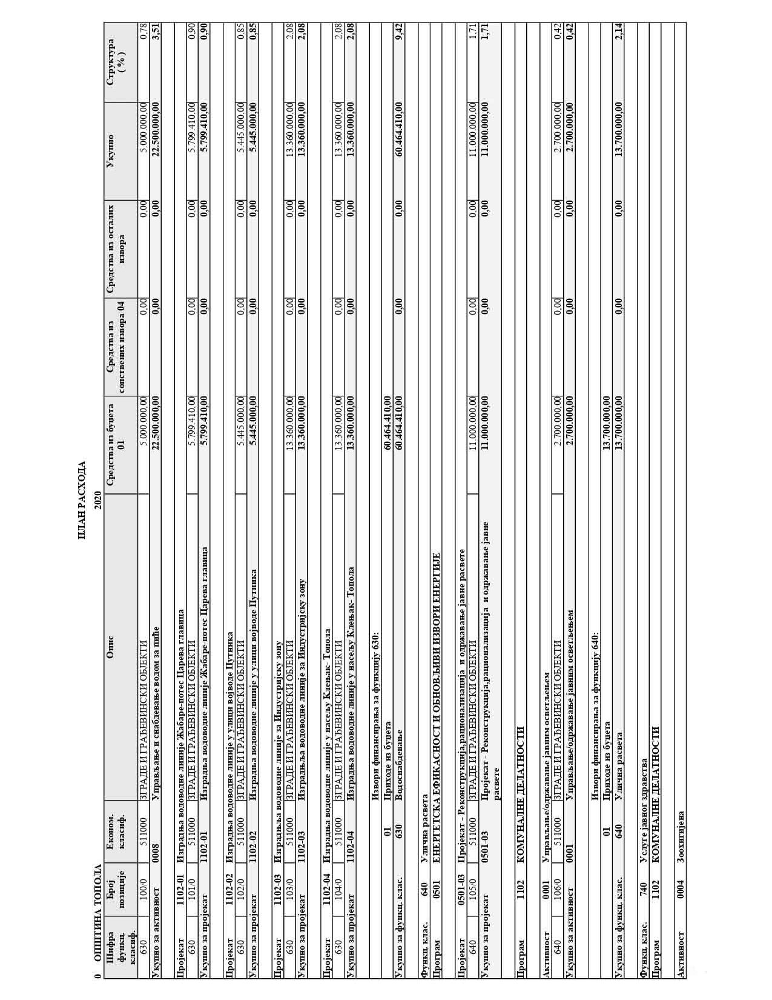 ПЛАН РАСХОДА
0 ОПШТИНА ТОПОЛА 2020
Шифра функц. класиф. Број позиције Економ. класиф. Опис Средства из буџета 01 Средства из сопствених извора 04 Средства из осталих извора Укупно Структура ( % )
630 100/0 511000 ЗГРАДЕ И ГРАЂЕВИНСКИ ОБЈЕКТИ 5.000.000,00 0,00 0,00 5.000.000,00 0,78
Укупно за активност 0008 Управљање и снабдевање водом за пиће 22.500.000,00 0,00 0,00 22.500.000,00 3,51
Пројекат 1102-01 Изградња водоводне линије Жабаре-потес Царева главица
630 101/0 511000 ЗГРАДЕ И ГРАЂЕВИНСКИ ОБЈЕКТИ 5.799.410,00 0,00 0,00 5.799.410,00 0,90
Укупно за пројекат 1102-01 Изградња водоводне линије Жабаре-потес Царева главица 5.799.410,00 0,00 0,00 5.799.410,00 0,90
Пројекат 1102-02 Изградња водоводне линије у улици војводе Путника
630 102/0 511000 ЗГРАДЕ И ГРАЂЕВИНСКИ ОБЈЕКТИ 5.445.000,00 0,00 0,00 5.445.000,00 0,85
Укупно за пројекат 1102-02 Изградња водоводне линије у улици војводе Путника 5.445.000,00 0,00 0,00 5.445.000,00 0,85
Пројекат 1102-03 Изградњља водоводне линије за Индустријску зону
630 103/0 511000 ЗГРАДЕ И ГРАЂЕВИНСКИ ОБЈЕКТИ 13.360.000,00 0,00 0,00 13.360.000,00 2,08
Укупно за пројекат 1102-03 Изградњља водоводне линије за Индустријску зону 13.360.000,00 0,00 0,00 13.360.000,00 2,08
Пројекат 1102-04 Изградња водоводне линије у насељу Клењак- Топола
630 104/0 511000 ЗГРАДЕ И ГРАЂЕВИНСКИ ОБЈЕКТИ 13.360.000,00 0,00 0,00 13.360.000,00 2,08
Укупно за пројекат 1102-04 Изградња водоводне линије у насељу Клењак- Топола 13.360.000,00 0,00 0,00 13.360.000,00 2,08
Извори финансирања за функцију 630:
01 Приходе из буџета 60.464.410,00
Укупно за функц. клас. 630 Водоснабдевање 60.464.410,00 0,00 0,00 60.464.410,00 9,42
Функц. клас. 640 Улична расвета
Програм 0501 ЕНЕРГЕТСКА ЕФИКАСНОСТ И ОБНОВЉИВИ ИЗВОРИ ЕНЕРГИЈЕ
Пројекат 0501-03 Пројекат - Реконструкција,рационализација и одржавање јавне расвете
640 105/0 511000 ЗГРАДЕ И ГРАЂЕВИНСКИ ОБЈЕКТИ 11.000.000,00 0,00 0,00 11.000.000,00 1,71
Укупно за пројекат 0501-03 Пројекат - Реконструкција,рационализација и одржавање јавне 11.000.000,00 0,00 0,00 11.000.000,00 1,71
расвете
Програм 1102 КОМУНАЛНЕ ДЕЛАТНОСТИ
Активност 0001 Управљање/одржавање јавним осветљењем
640 106/0 511000 ЗГРАДЕ И ГРАЂЕВИНСКИ ОБЈЕКТИ 2.700.000,00 0,00 0,00 2.700.000,00 0,42
Укупно за активност 0001 Управљање/одржавање јавним осветљењем 2.700.000,00 0,00 0,00 2.700.000,00 0,42
Извори финансирања за функцију 640:
01 Приходе из буџета 13.700.000,00
Укупно за функц. клас. 640 Улична расвета 13.700.000,00 0,00 0,00 13.700.000,00 2,14
Функц. клас. 740 Услуге јавног здравства
Програм 1102 КОМУНАЛНЕ ДЕЛАТНОСТИ
Активност 0004 Зоохигијена